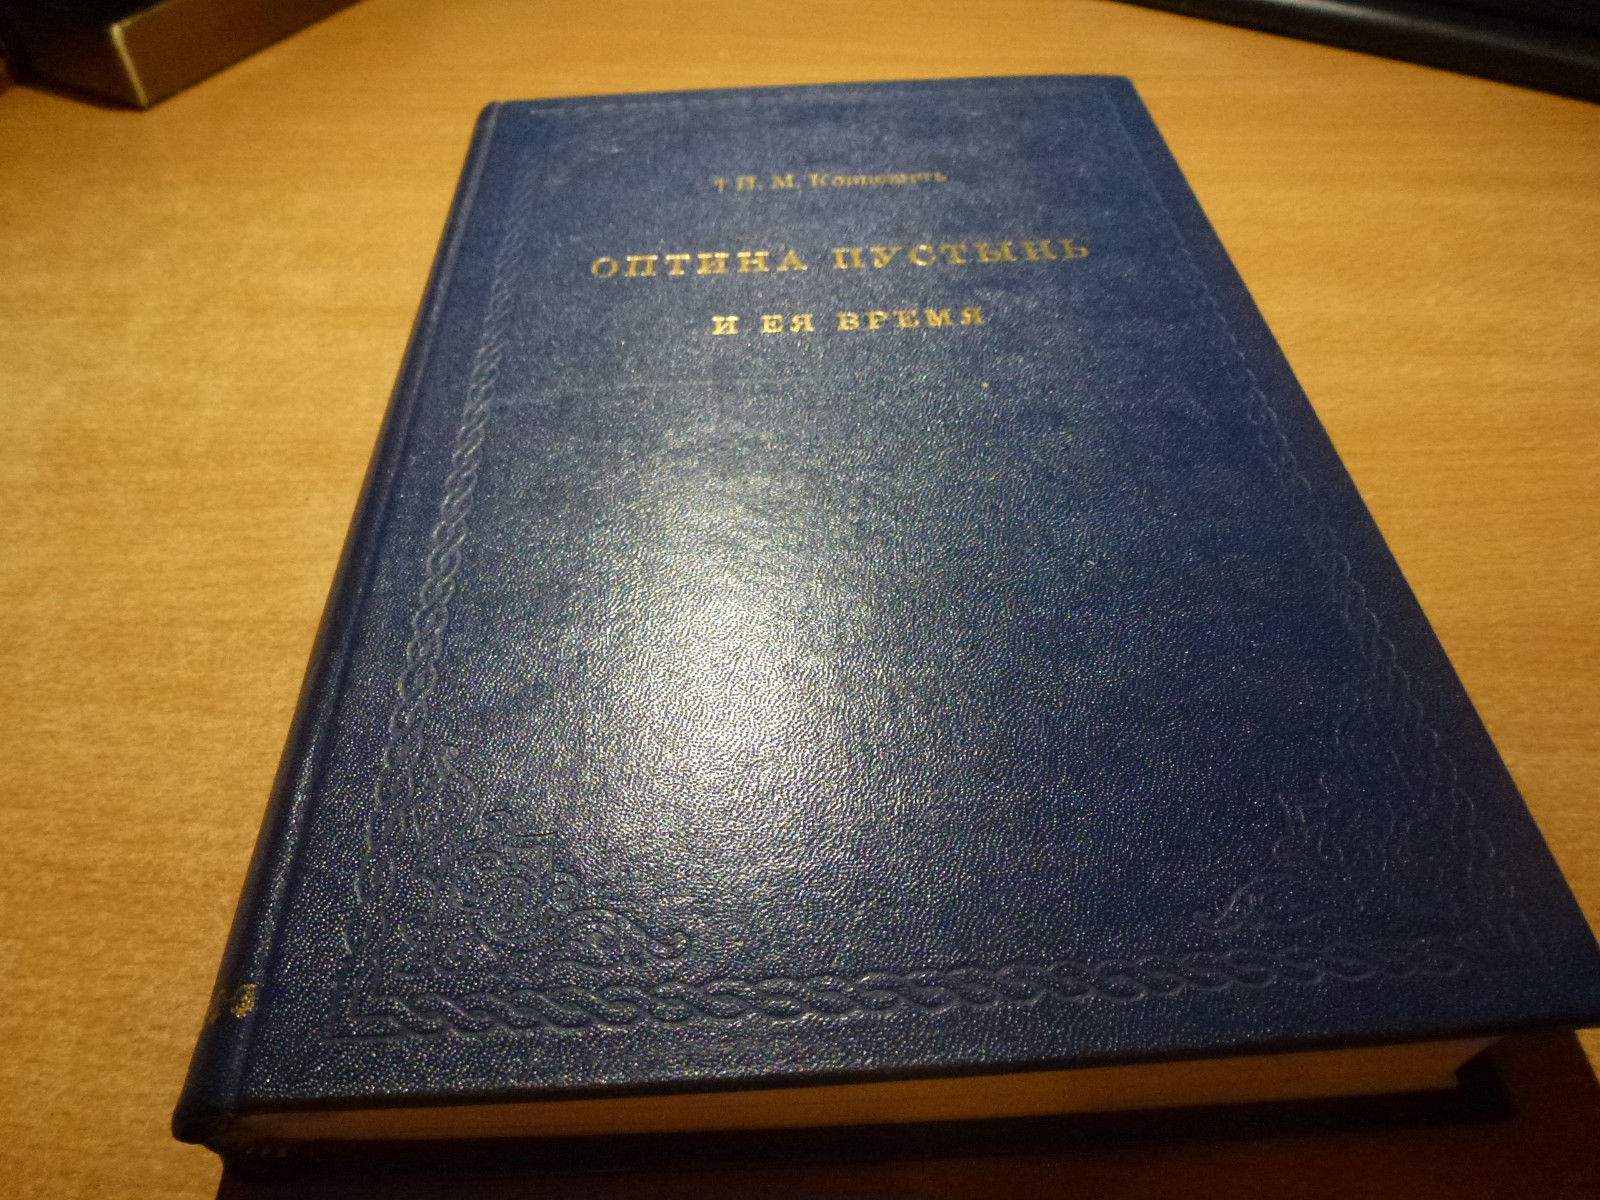 † И. М. Концевичъ
ОПТИНА ПУСТЫНЬ
И ЕЯ ВРЕМЯ